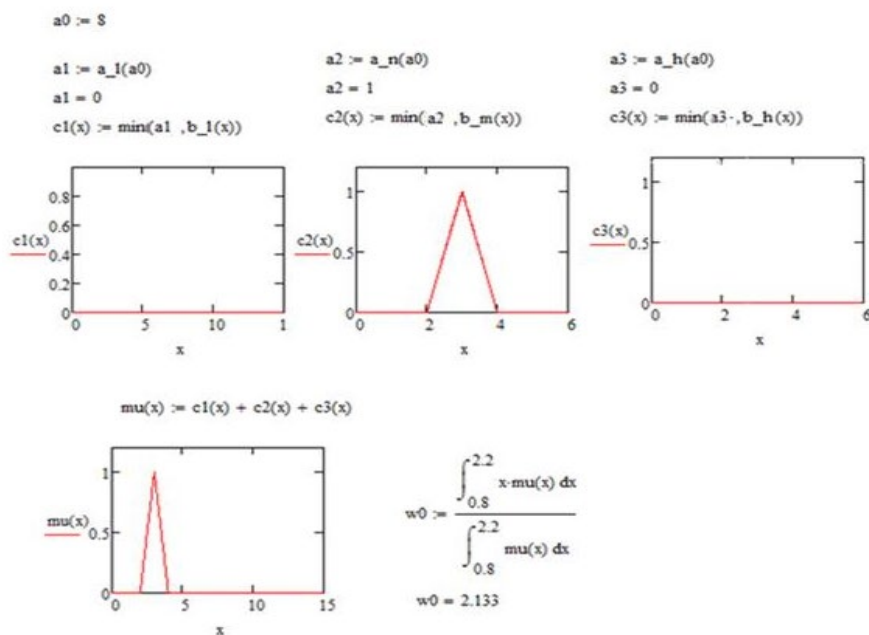 a0 := 8
a1 := a_l(a0)
a1 = 0
c1(x) := min(a1 ,b_l(x))
a2 := a_n(a0)
a2 = 1
c2(x) := min(a2 ,b_m(x))
a3 := a_h(a0)
a3 = 0
c3(x) := min(a3·,b_h(x))
0.8
0.6
c1(x)
0.4
0.2
0
0 5 10 1
x
1
c2(x)
0.5
0
0 2 4 6
x
1
c3(x)
0.5
0
0 2 4 6
x
mu(x) := c1(x) + c2(x) + c3(x)
1
mu(x)
0.5
0
0 5 10 15
x
2.2
∫ x·mu(x) dx
0.8
w0 :=
2.2
∫ mu(x) dx
0.8
w0 = 2.133